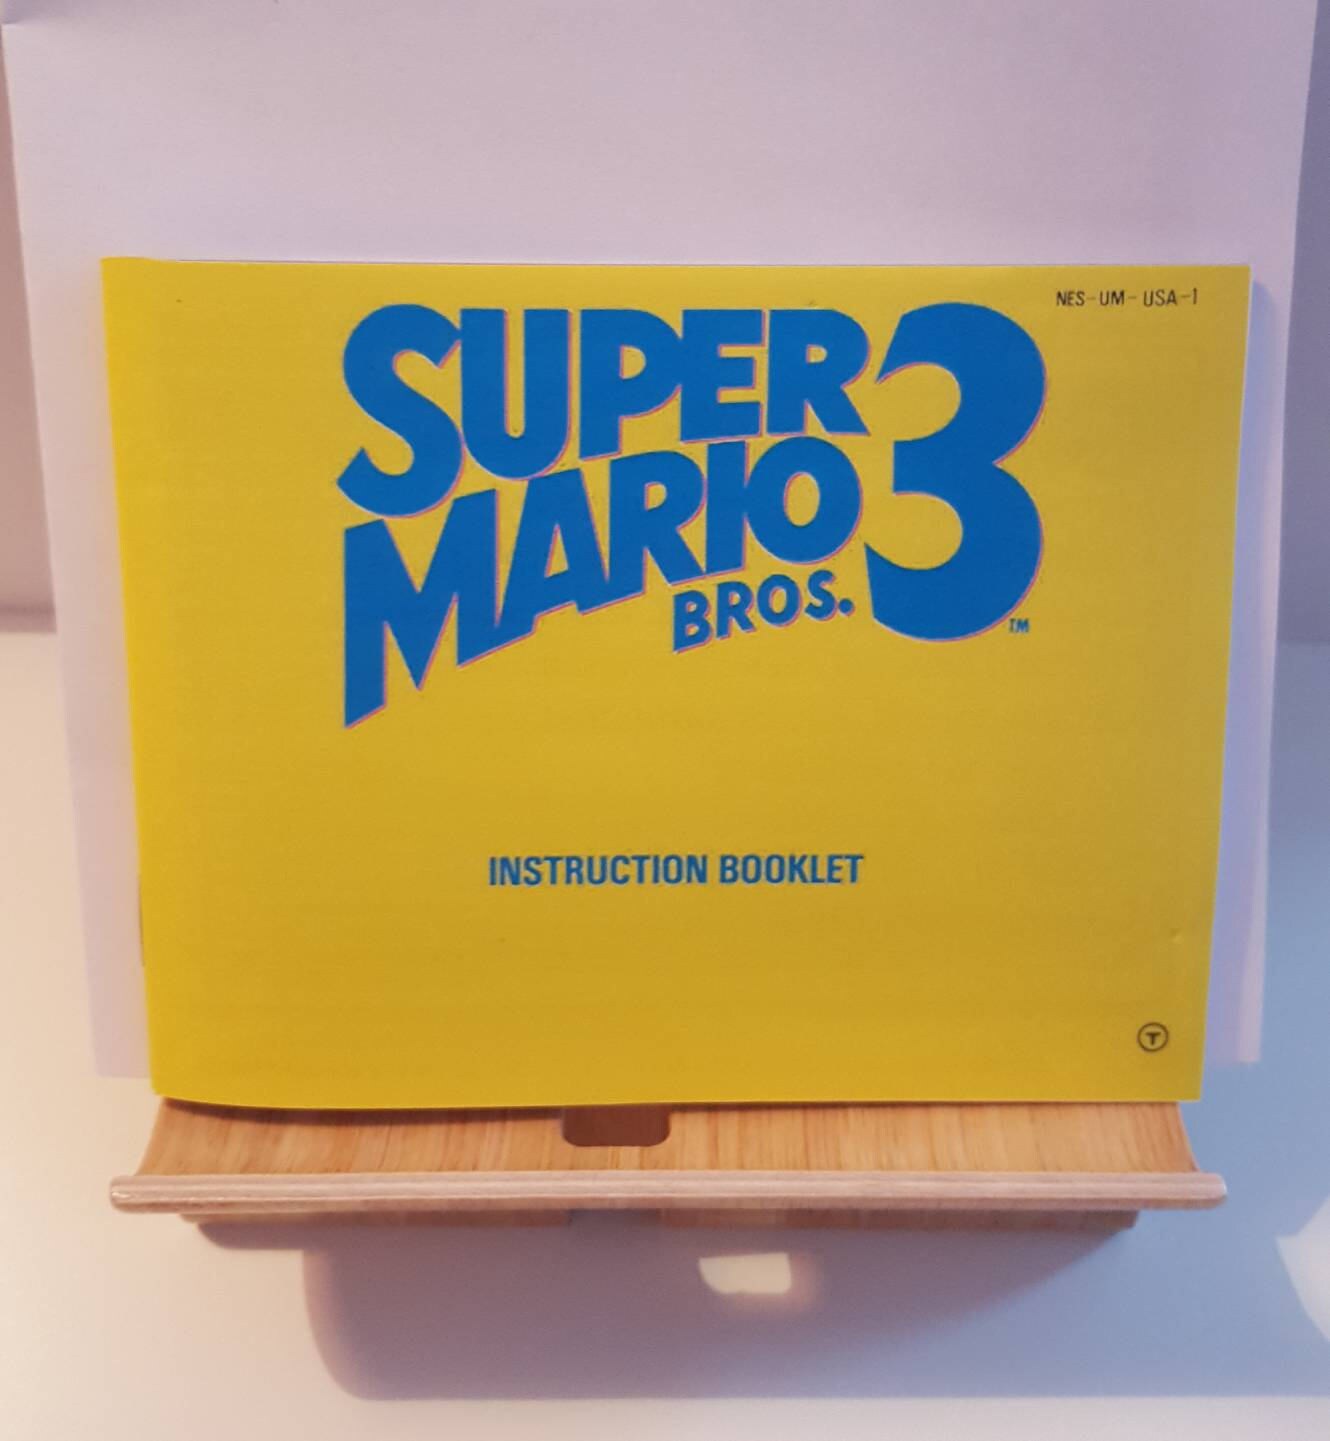 NES-UM-USA-1
SUPER
MARIO
BROS. 3
TM
INSTRUCTION BOOKLET
T